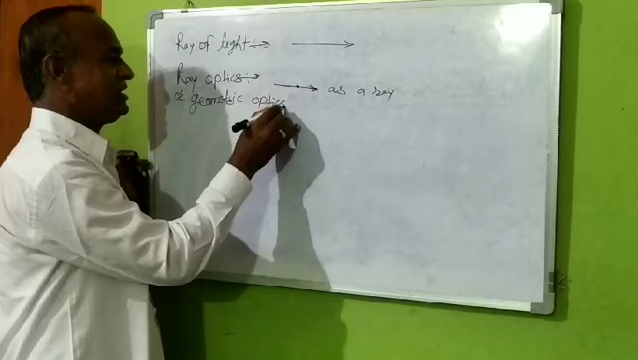 Ray of light :→ →
Ray optics :→ → as a ray
or geometric optics